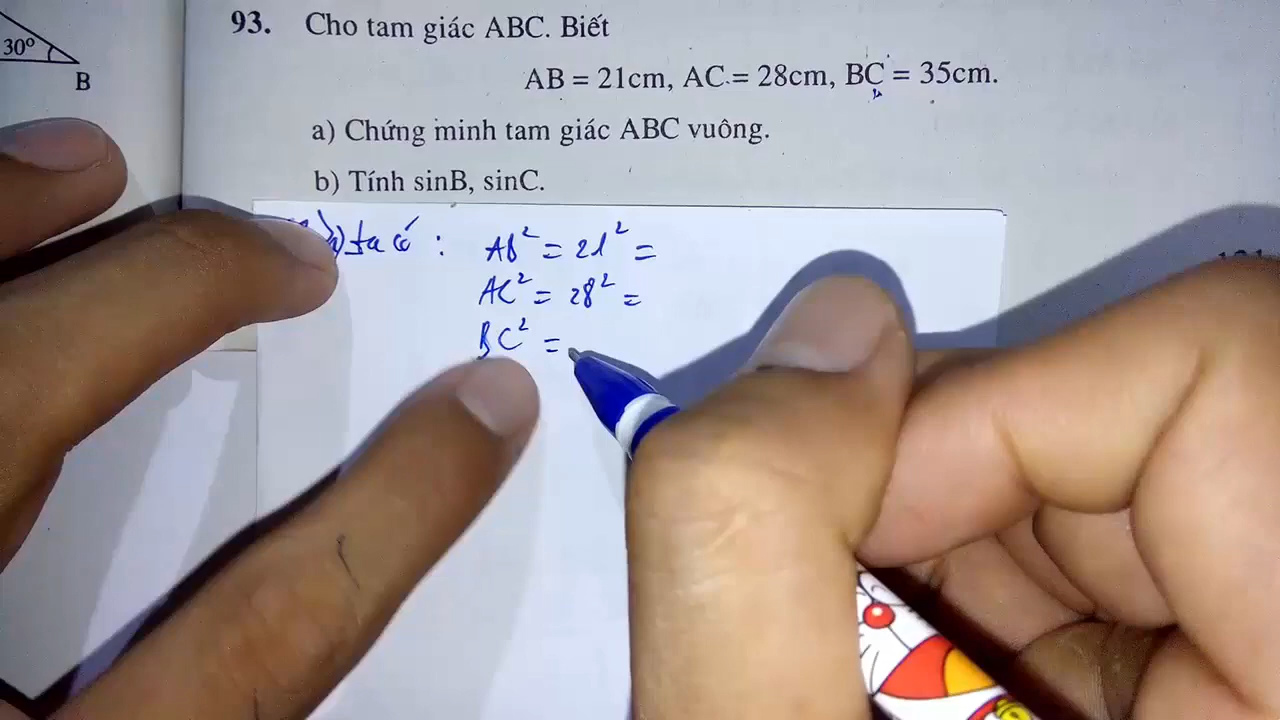 30°
B
93. Cho tam giác ABC. Biết
AB = 21cm, AC = 28cm, BC = 35cm.
a) Chứng minh tam giác ABC vuông.
b) Tính sinB, sinC.
ta có : AB² = 21² =
AC² = 28² =
BC² =